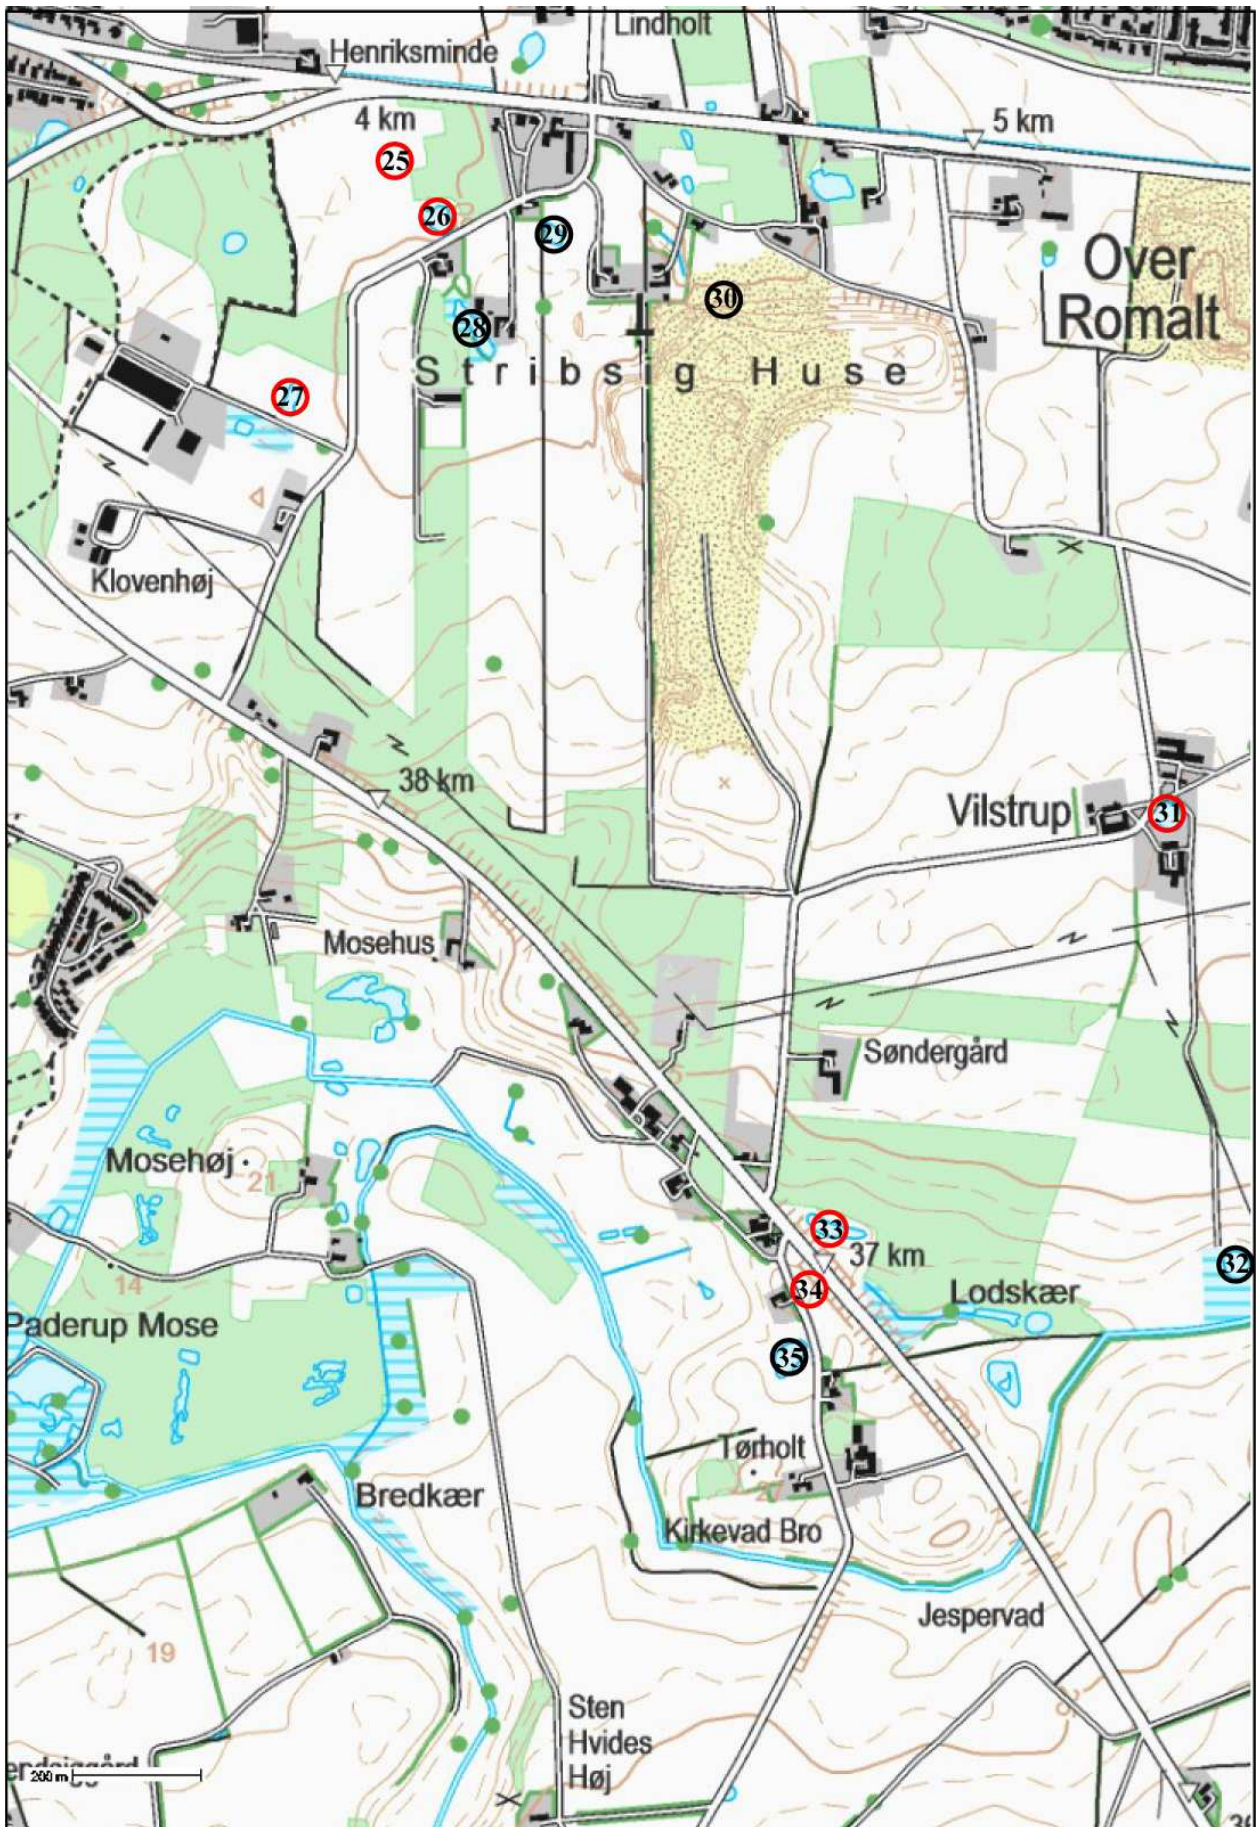 Lindholt
Henriksminde
4 km
5 km
25
26
29
Over
Romalt
30
28
Stribsig Huse
27
Klovenhøj
38 km
Vilstrup
31
Mosehus
Søndergård
Mosehøj
21
33
37 km
32
14
34
Lodskær
Paderup Mose
35
Tørholt
Bredkær
Kirkevad Bro
Jespervad
19
Sten
Hvides
Høj
200 m